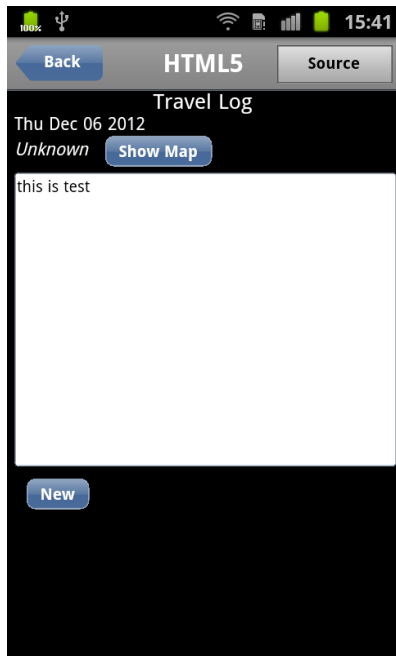 100% 15:41
Back HTML5 Source
Travel Log
Thu Dec 06 2012
Unknown Show Map
this is test
New